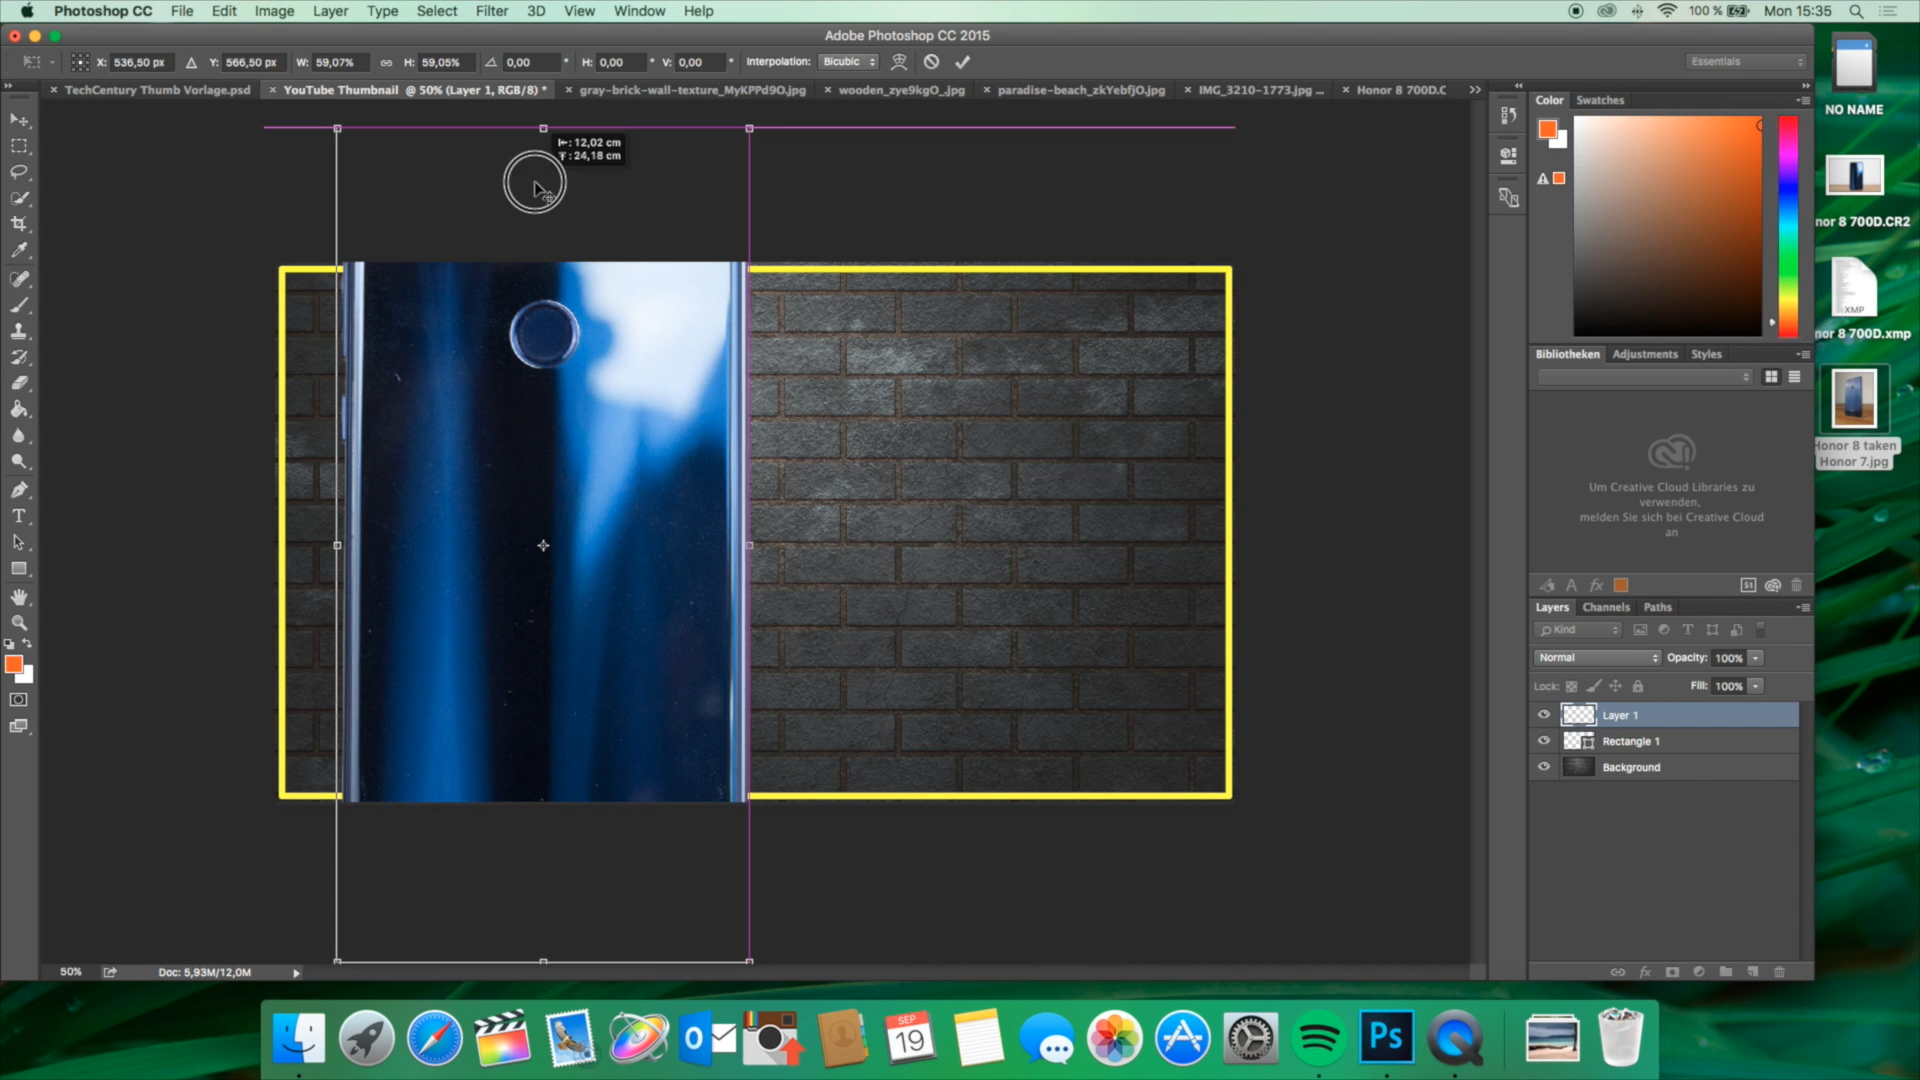 Photoshop CC File Edit Image Layer Type Select Filter 3D View Window Help 100 % Mon 15:35
Adobe Photoshop CC 2015
X: 536,50 px Y: 566,50 px W: 59,07% H: 59,05% 0,00 ° H: 0,00 ° V: 0,00 ° Interpolation: Bicubic Essentials
TechCentury Thumb Vorlage.psd YouTube Thumbnail @ 50% (Layer 1, RGB/8) * gray-brick-wall-texture_MyKPPd9O.jpg wooden_zye9kgO_.jpg paradise-beach_zkYebfjO.jpg IMG_3210-1773.jpg ... Honor 8 700D.C
Color Swatches
NO NAME
12,02 cm
24,18 cm
nor 8 700D.CR2
XMP
nor 8 700D.xmp
Bibliotheken Adjustments Styles
Honor 8 taken
Honor 7.jpg
Um Creative Cloud Libraries zu
verwenden,
melden Sie sich bei Creative Cloud
an
St
Layers Channels Paths
Kind
Normal Opacity: 100%
Lock: Fill: 100%
Layer 1
Rectangle 1
Background
50% Doc: 5,93M/12,0M
SEP
19
Ps